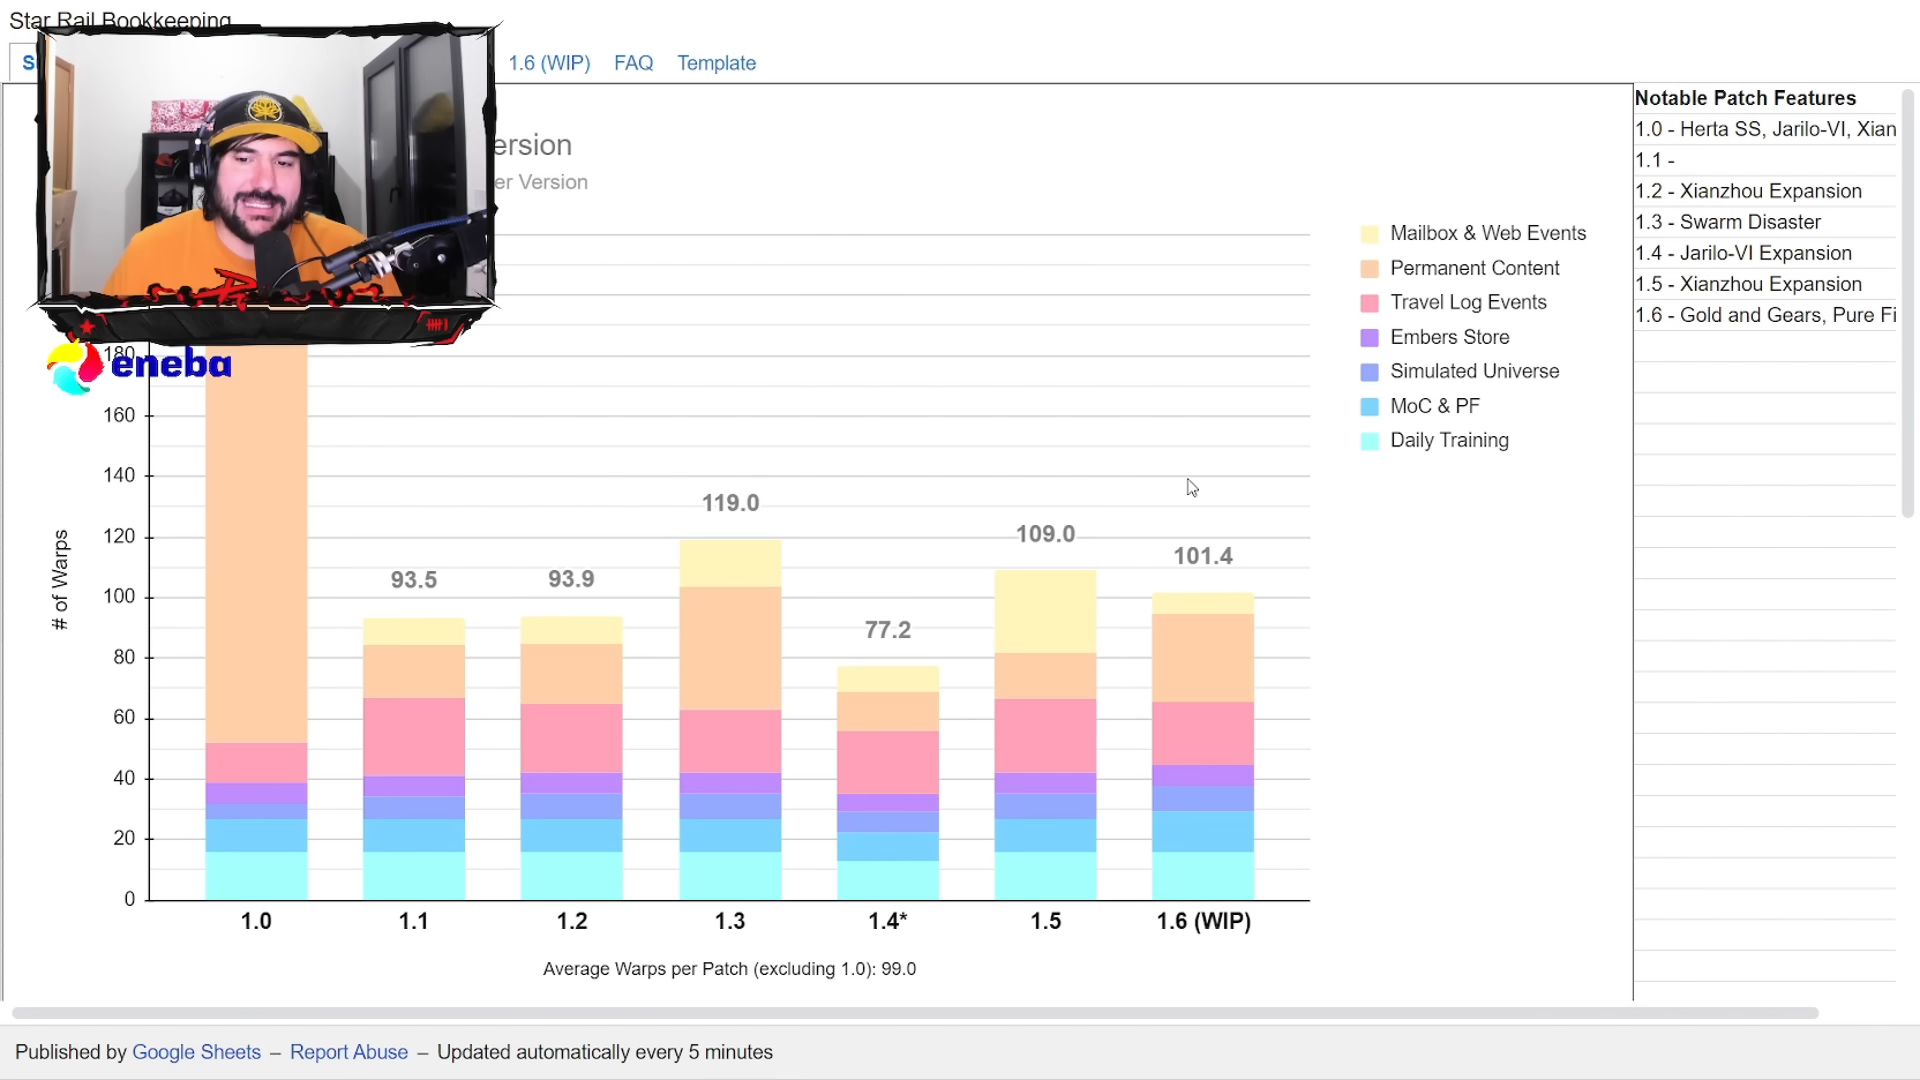 Star Rail Bookkeeping
1.6 (WIP)
FAQ
Template
ersion
er Version
eneba
# of Warps
180
160
140
120
100
80
60
40
20
0
93.5
93.9
119.0
77.2
109.0
101.4
1.0
1.1
1.2
1.3
1.4*
1.5
1.6 (WIP)
Average Warps per Patch (excluding 1.0): 99.0
Mailbox & Web Events
Permanent Content
Travel Log Events
Embers Store
Simulated Universe
MoC & PF
Daily Training
Notable Patch Features
1.0 - Herta SS, Jarilo-VI, Xian
1.1 -
1.2 - Xianzhou Expansion
1.3 - Swarm Disaster
1.4 - Jarilo-VI Expansion
1.5 - Xianzhou Expansion
1.6 - Gold and Gears, Pure Fi
Published by Google Sheets – Report Abuse – Updated automatically every 5 minutes